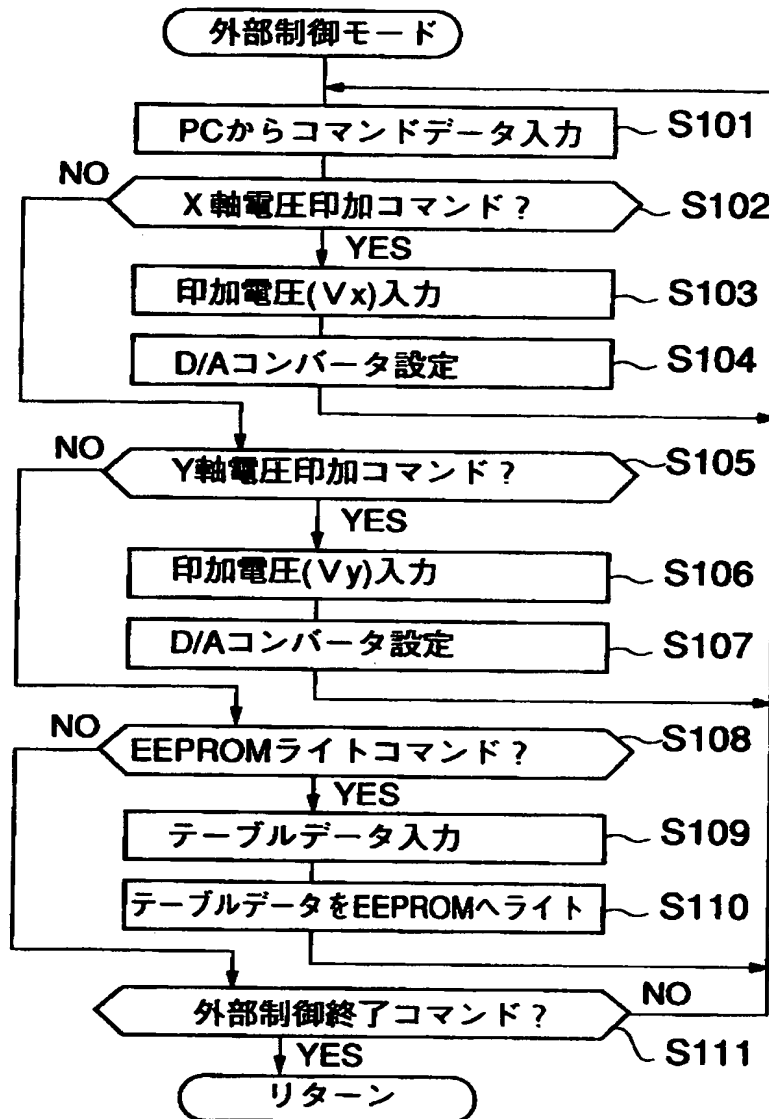 外部制御モード
PCからコマンドデータ入力 S101
NO
X軸電圧印加コマンド? S102
YES
印加電圧(Vx)入力 S103
D/Aコンバータ設定 S104
NO
Y軸電圧印加コマンド? S105
YES
印加電圧(Vy)入力 S106
D/Aコンバータ設定 S107
NO
EEPROMライトコマンド? S108
YES
テーブルデータ入力 S109
テーブルデータをEEPROMへライト S110
外部制御終了コマンド? NO
S111
YES
リターン